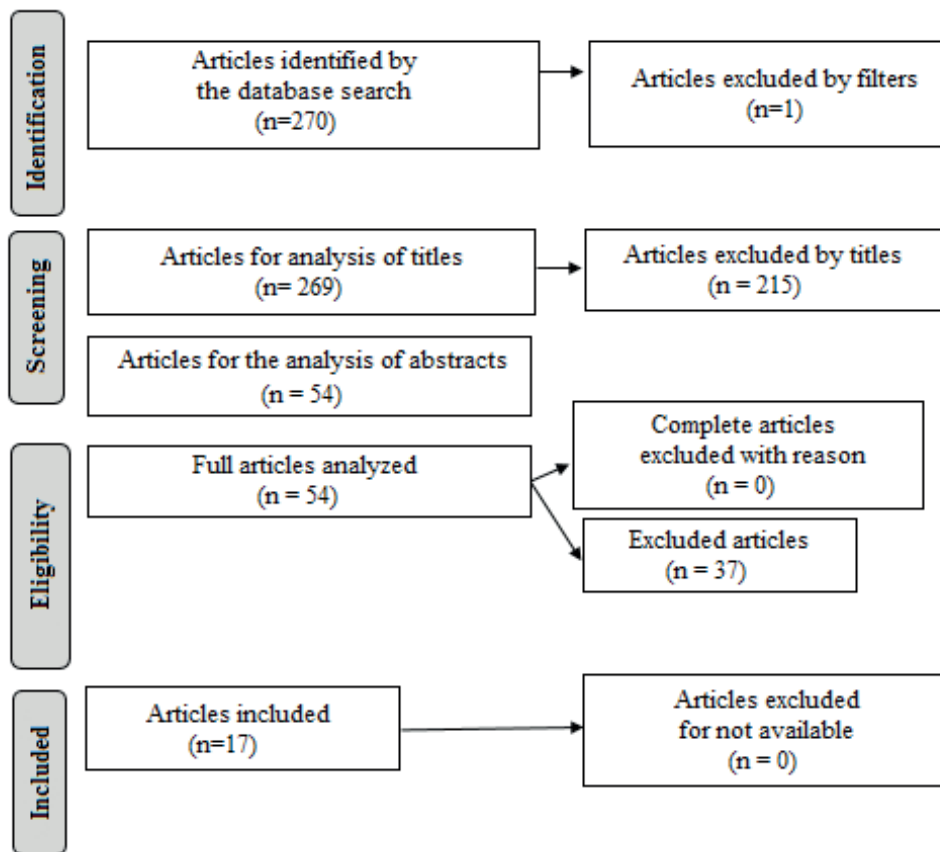 Identification
Articles identified by
the database search
(n=270)
Articles excluded by filters
(n=1)
Screening
Articles for analysis of titles
(n= 269)
Articles excluded by titles
(n = 215)
Articles for the analysis of abstracts
(n = 54)
Eligibility
Full articles analyzed
(n = 54)
Complete articles
excluded with reason
(n = 0)
Excluded articles
(n = 37)
Included
Articles included
(n=17)
Articles excluded
for not available
(n = 0)